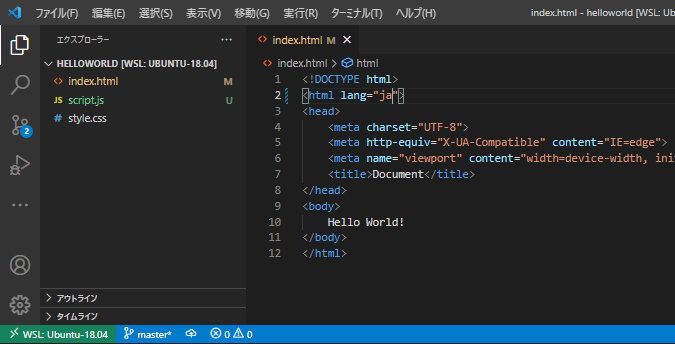 ファイル(F) 編集(E) 選択(S) 表示(V) 移動(G) 実行(R) ターミナル(T) ヘルプ(H) index.html - helloworld [WSL: Ub
エクスプローラー ···
HELLOWORLD [WSL: UBUNTU-18.04]
index.html M
script.js U
style.css
アウトライン
タイムライン
2
index.html M ×
index.html > html
1 <!DOCTYPE html>
2 <html lang="ja">
3 <head>
4 <meta charset="UTF-8">
5 <meta http-equiv="X-UA-Compatible" content="IE=edge">
6 <meta name="viewport" content="width=device-width, init
7 <title>Document</title>
8 </head>
9 <body>
10 Hello World!
11 </body>
12 </html>
WSL: Ubuntu-18.04 master* 0 0